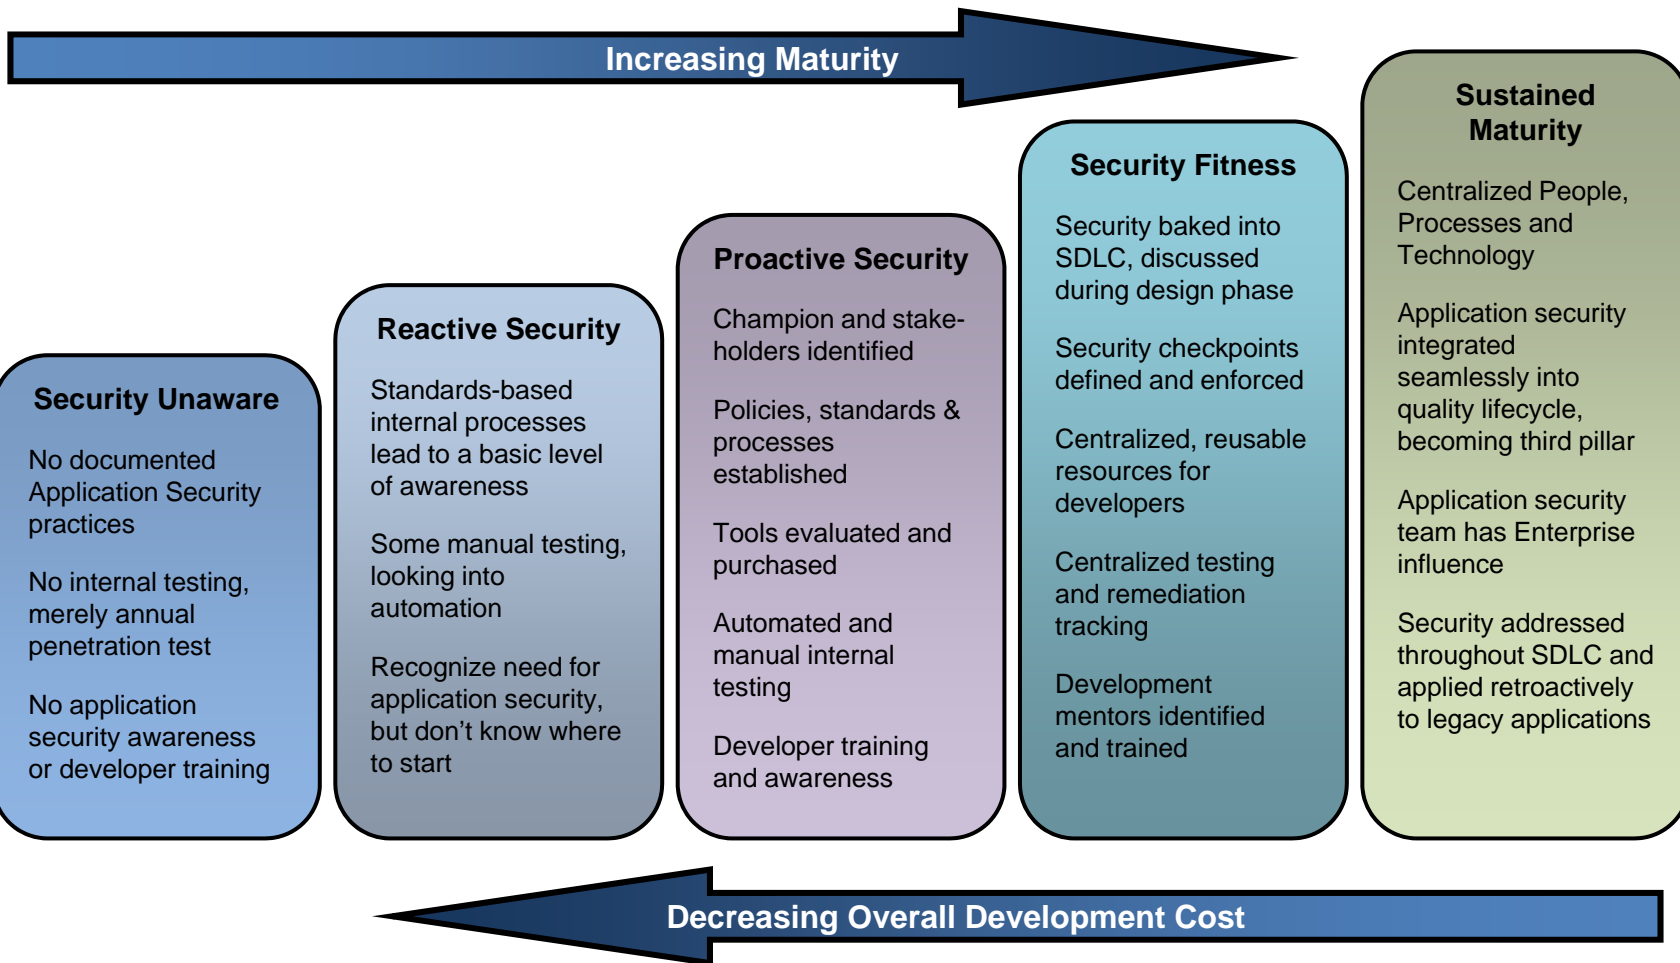 Increasing Maturity
Security Unaware
No documented
Application Security
practices
No internal testing,
merely annual
penetration test
No application
security awareness
or developer training
Reactive Security
Standards-based
internal processes
lead to a basic level
of awareness
Some manual testing,
looking into
automation
Recognize need for
application security,
but don’t know where
to start
Proactive Security
Champion and stake-
holders identified
Policies, standards &
processes
established
Tools evaluated and
purchased
Automated and
manual internal
testing
Developer training
and awareness
Security Fitness
Security baked into
SDLC, discussed
during design phase
Security checkpoints
defined and enforced
Centralized, reusable
resources for
developers
Centralized testing
and remediation
tracking
Development
mentors identified
and trained
Sustained
Maturity
Centralized People,
Processes and
Technology
Application security
integrated
seamlessly into
quality lifecycle,
becoming third pillar
Application security
team has Enterprise
influence
Security addressed
throughout SDLC and
applied retroactively
to legacy applications
Decreasing Overall Development Cost